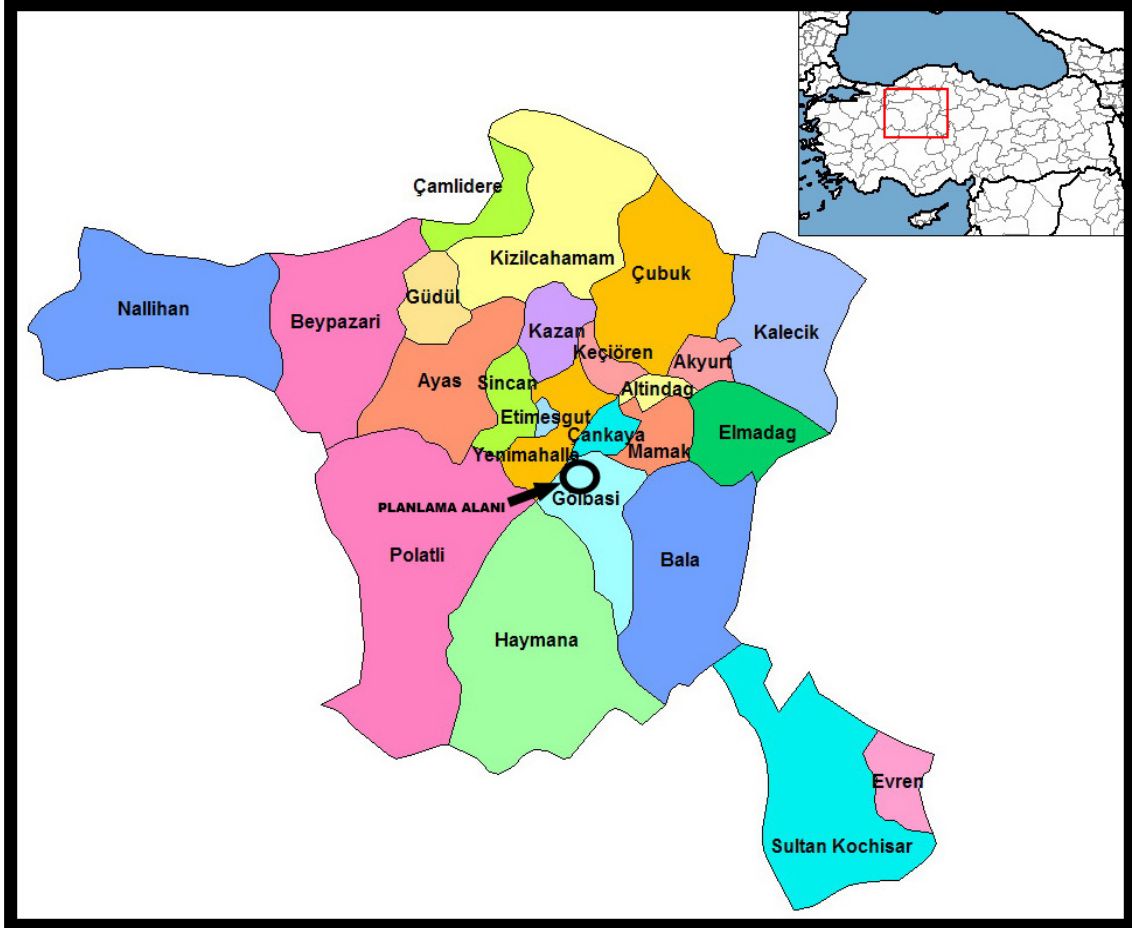 Çamlidere
Kizilcahamam
Çubuk
Nallihan
Güdül
Beypazari
Kazan
Kalecik
Keçiören
Akyurt
Ayas
Sincan
Altindag
Etimesgut
Çankaya
Elmadag
Yenimahalle
Mamak
PLANLAMA ALANI
Gölbasi
Polatli
Bala
Haymana
Evren
Sultan Kochisar